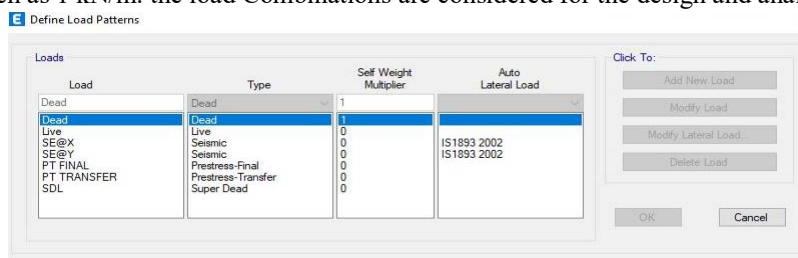 as 1 kN/m. the load Combinations are considered for the design and
Define Load Patterns
Loads
Click To:
Load Type Self Weight Multiplier Auto Lateral Load
Dead Dead 1
Add New Load
Dead Dead 1
Modify Load
Live Live 0
SE@X Seismic 0 IS1893 2002
Modify Lateral Load...
SE@Y Seismic 0 IS1893 2002
PT FINAL Prestress-Final 0
Delete Load
PT TRANSFER Prestress-Transfer 0
SDL Super Dead 0
OK Cancel